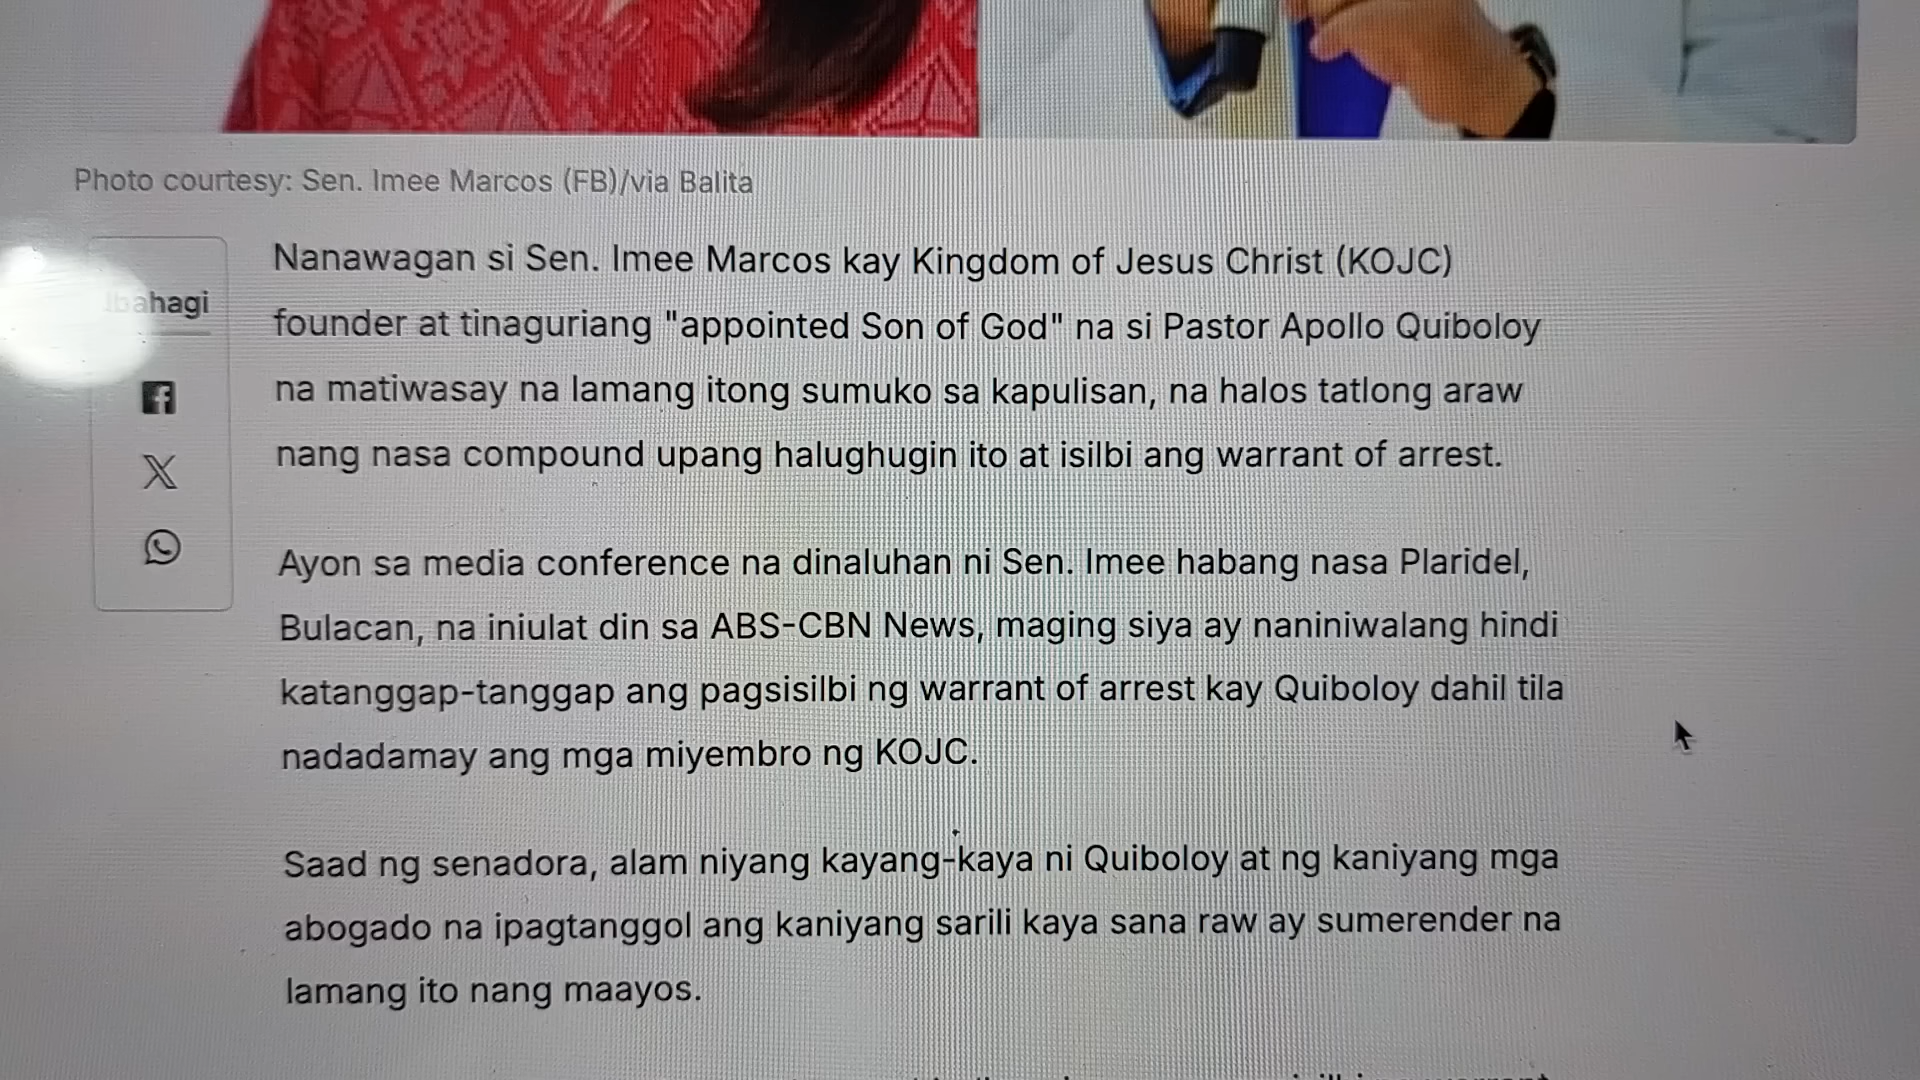 Photo courtesy: Sen. Imee Marcos (FB)/via Balita
Nanawagan si Sen. Imee Marcos kay Kingdom of Jesus Christ (KOJC)
founder at tinaguriang "appointed Son of God" na si Pastor Apollo Quiboloy
na matiwasay na lamang itong sumuko sa kapulisan, na halos tatlong araw
nang nasa compound upang halughugin ito at isilbi ang warrant of arrest.
Ibahagi
Ayon sa media conference na dinaluhan ni Sen. Imee habang nasa Plaridel,
Bulacan, na iniulat din sa ABS-CBN News, maging siya ay naniniwalang hindi
katanggap-tanggap ang pagsisilbi ng warrant of arrest kay Quiboloy dahil tila
nadadamay ang mga miyembro ng KOJC.
Saad ng senadora, alam niyang kayang-kaya ni Quiboloy at ng kaniyang mga
abogado na ipagtanggol ang kaniyang sarili kaya sana raw ay sumerender na
lamang ito nang maayos.